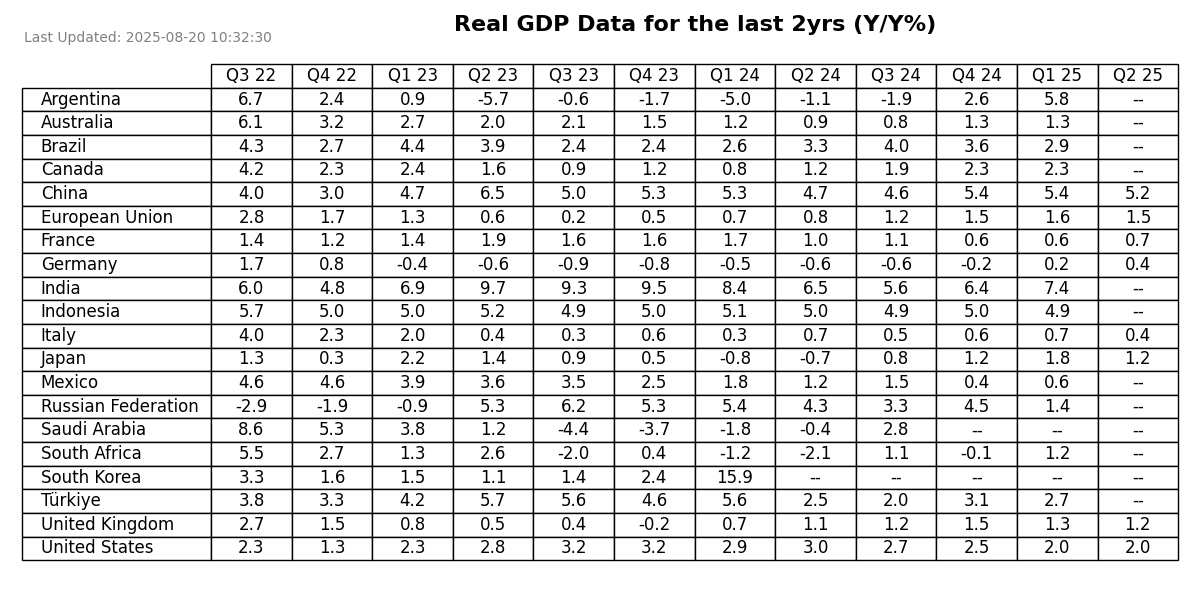 Real GDP Data for the last 2yrs (Y/Y%)
Last Updated: 2025-08-20 10:32:30
Q3 22 Q4 22 Q1 23 Q2 23 Q3 23 Q4 23 Q1 24 Q2 24 Q3 24 Q4 24 Q1 25 Q2 25
Argentina 6.7 2.4 0.9 -5.7 -0.6 -1.7 -5.0 -1.1 -1.9 2.6 5.8 --
Australia 6.1 3.2 2.7 2.0 2.1 1.5 1.2 0.9 0.8 1.3 1.3 --
Brazil 4.3 2.7 4.4 3.9 2.4 2.4 2.6 3.3 4.0 3.6 2.9 --
Canada 4.2 2.3 2.4 1.6 0.9 1.2 0.8 1.2 1.9 2.3 2.3 --
China 4.0 3.0 4.7 6.5 5.0 5.3 5.3 4.7 4.6 5.4 5.4 5.2
European Union 2.8 1.7 1.3 0.6 0.2 0.5 0.7 0.8 1.2 1.5 1.6 1.5
France 1.4 1.2 1.4 1.9 1.6 1.6 1.7 1.0 1.1 0.6 0.6 0.7
Germany 1.7 0.8 -0.4 -0.6 -0.9 -0.8 -0.5 -0.6 -0.6 -0.2 0.2 0.4
India 6.0 4.8 6.9 9.7 9.3 9.5 8.4 6.5 5.6 6.4 7.4 --
Indonesia 5.7 5.0 5.0 5.2 4.9 5.0 5.1 5.0 4.9 5.0 4.9 --
Italy 4.0 2.3 2.0 0.4 0.3 0.6 0.3 0.7 0.5 0.6 0.7 0.4
Japan 1.3 0.3 2.2 1.4 0.9 0.5 -0.8 -0.7 0.8 1.2 1.8 1.2
Mexico 4.6 4.6 3.9 3.6 3.5 2.5 1.8 1.2 1.5 0.4 0.6 --
Russian Federation -2.9 -1.9 -0.9 5.3 6.2 5.3 5.4 4.3 3.3 4.5 1.4 --
Saudi Arabia 8.6 5.3 3.8 1.2 -4.4 -3.7 -1.8 -0.4 2.8 -- -- --
South Africa 5.5 2.7 1.3 2.6 -2.0 0.4 -1.2 -2.1 1.1 -0.1 1.2 --
South Korea 3.3 1.6 1.5 1.1 1.4 2.4 15.9 -- -- -- -- --
Türkiye 3.8 3.3 4.2 5.7 5.6 4.6 5.6 2.5 2.0 3.1 2.7 --
United Kingdom 2.7 1.5 0.8 0.5 0.4 -0.2 0.7 1.1 1.2 1.5 1.3 1.2
United States 2.3 1.3 2.3 2.8 3.2 3.2 2.9 3.0 2.7 2.5 2.0 2.0